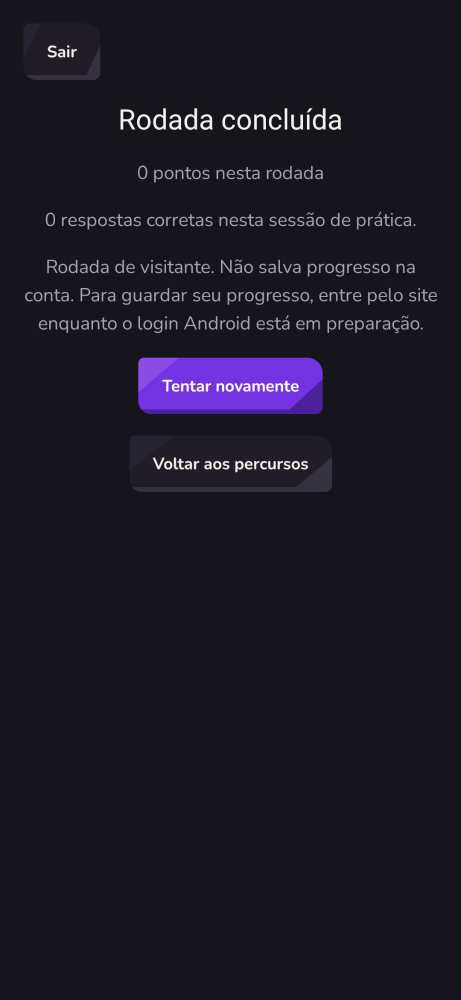 Sair
Rodada concluída
0 pontos nesta rodada
0 respostas corretas nesta sessão de prática.
Rodada de visitante. Não salva progresso na
conta. Para guardar seu progresso, entre pelo site
enquanto o login Android está em preparação.
Tentar novamente
Voltar aos percursos